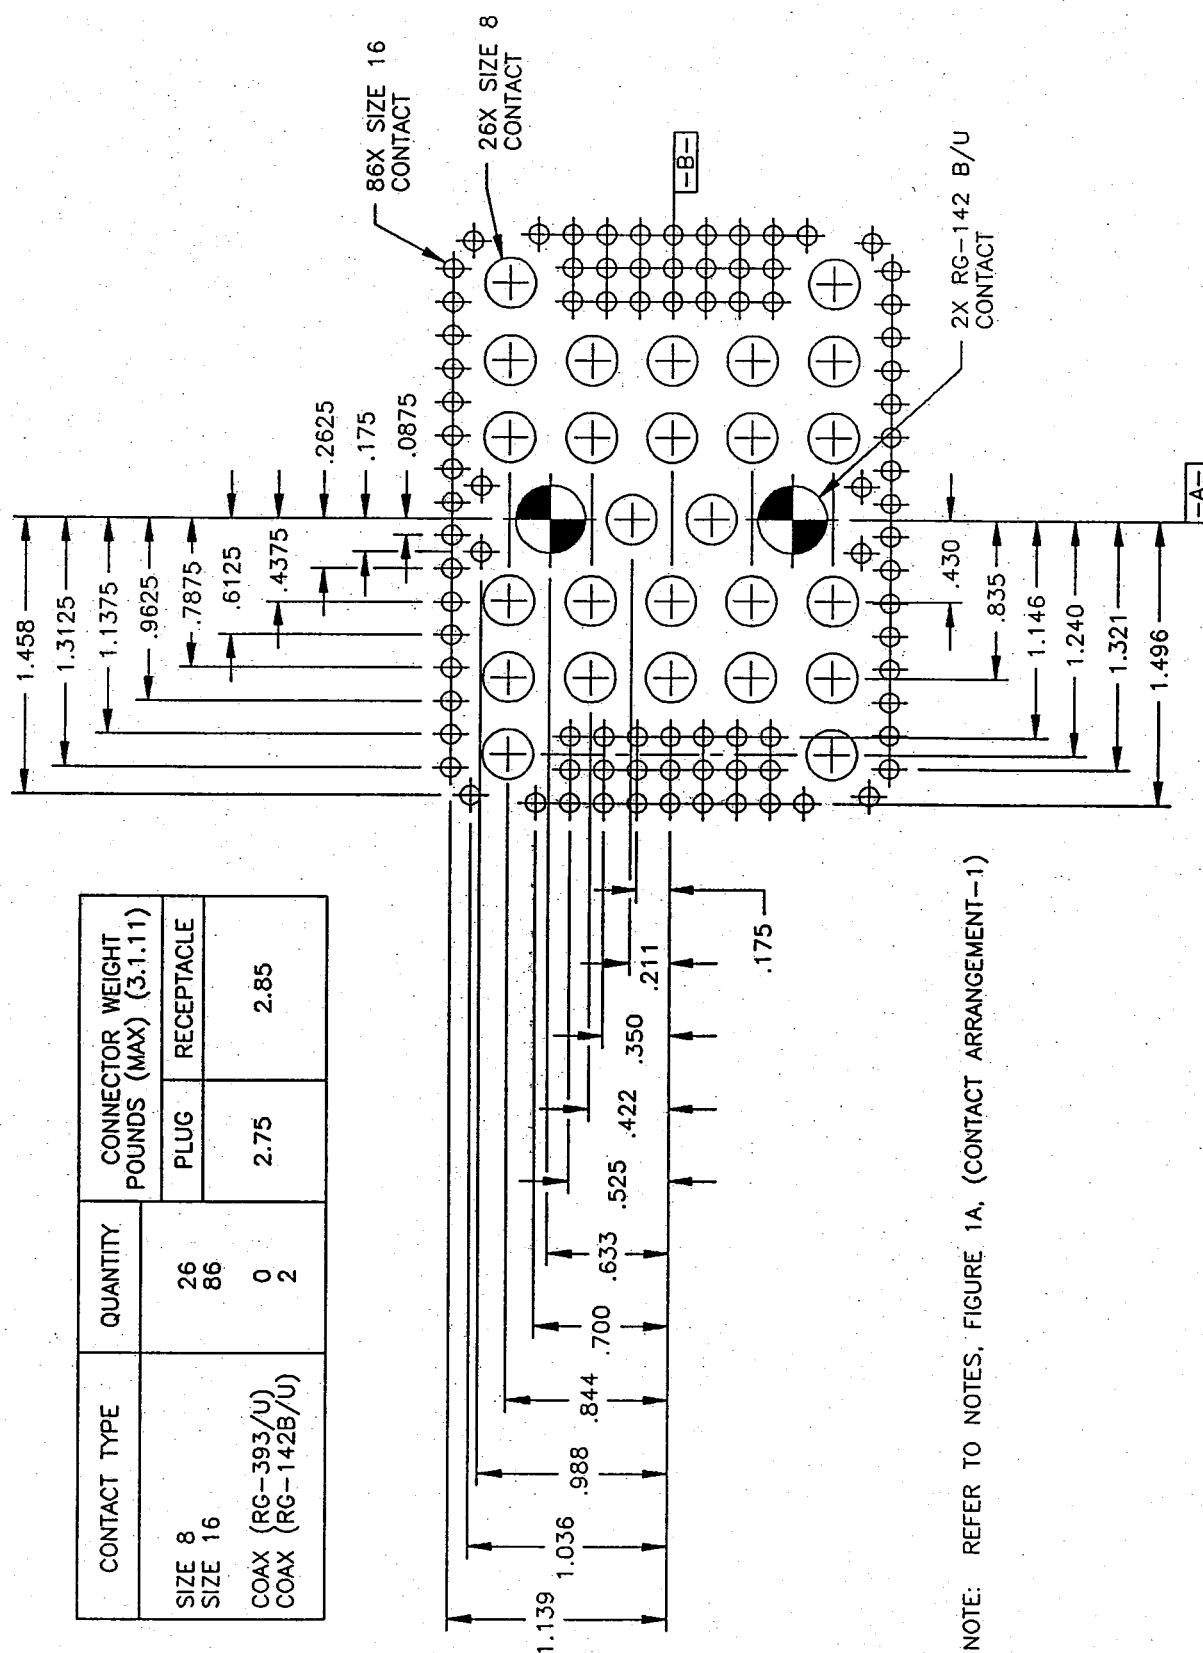 CONTACT TYPE
QUANTITY
CONNECTOR WEIGHT
POUNDS (MAX) (3.1.11)
PLUG
RECEPTACLE
SIZE 8
26
SIZE 16
86
2.75
2.85
COAX (RG-393/U)
0
COAX (RG-142B/U)
2
1.458
1.3125
1.1375
.9625
.7875
.6125
.4375
.2625
.175
.0875
86X SIZE 16
CONTACT
26X SIZE 8
CONTACT
-B-
2X RG-142 B/U
CONTACT
-A-
1.139
1.036
.988
.844
.700
.633
.525
.422
.350
.211
.175
.430
.835
1.146
1.240
1.321
1.496
NOTE: REFER TO NOTES, FIGURE 1A, (CONTACT ARRANGEMENT-1)